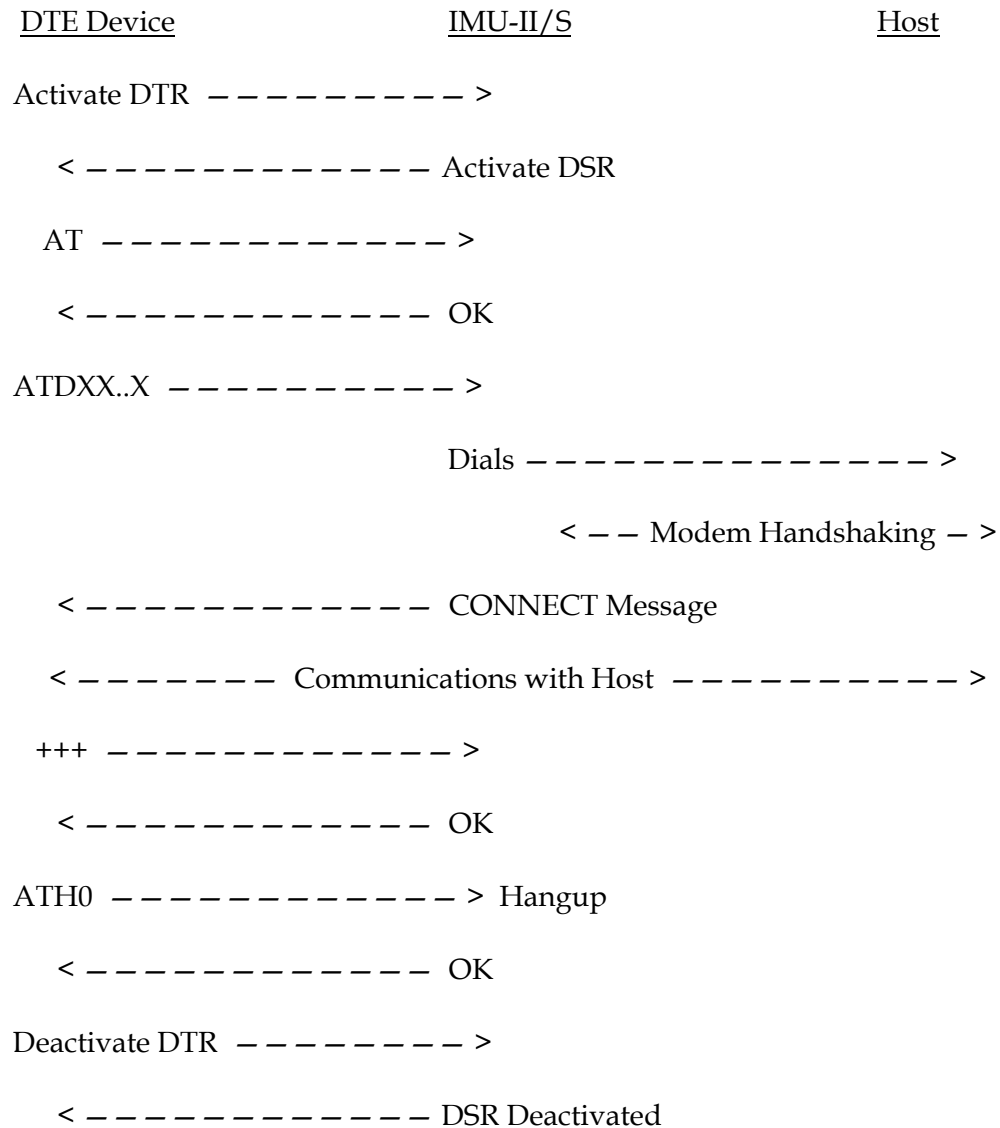 DTE Device IMU-II/S Host
Activate DTR — — — — — — — — — >
< — — — — — — — — — — — — Activate DSR
AT — — — — — — — — — — — — >
< — — — — — — — — — — — — OK
ATDXX..X — — — — — — — — — — >
Dials — — — — — — — — — — — — — — >
< — — Modem Handshaking — >
< — — — — — — — — — — — — — CONNECT Message
< — — — — — — — Communications with Host — — — — — — — — — — >
+++ — — — — — — — — — — — — >
< — — — — — — — — — — — — OK
ATH0 — — — — — — — — — — — — > Hangup
< — — — — — — — — — — — — OK
Deactivate DTR — — — — — — — — >
< — — — — — — — — — — — — — DSR Deactivated